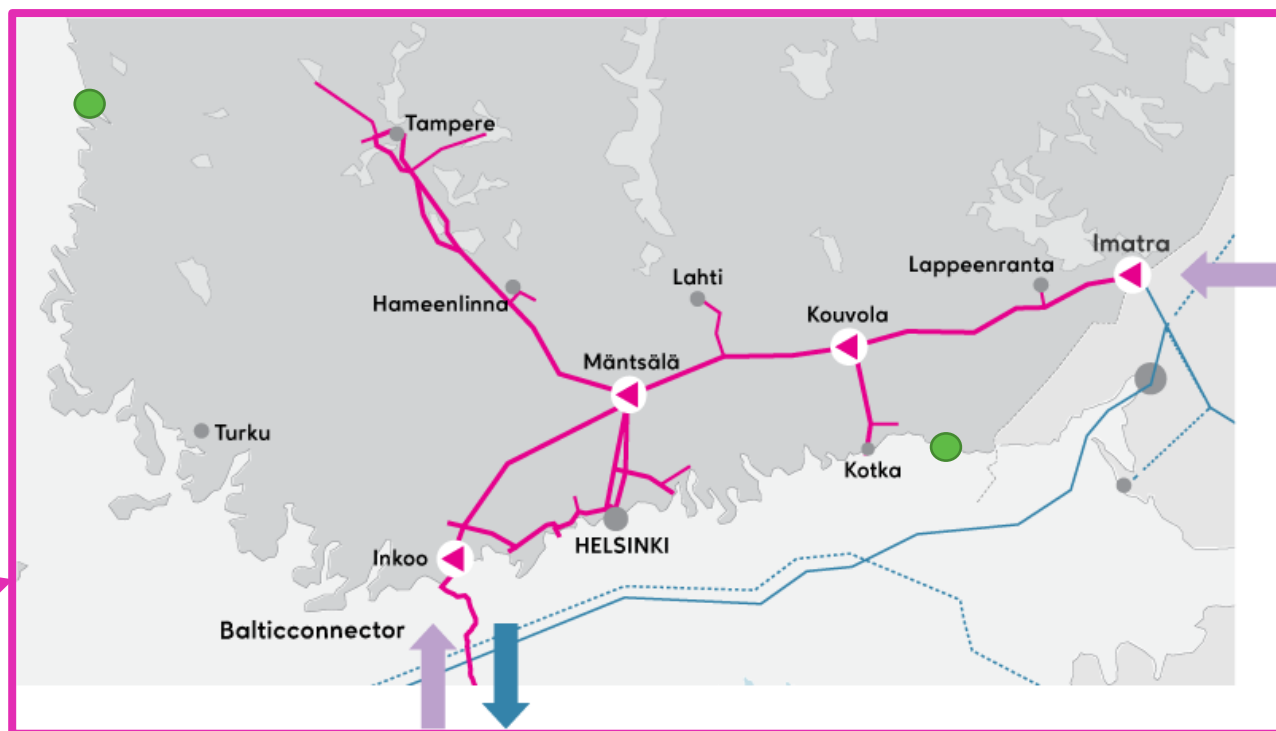 Tampere
Imatra
Lappeenranta
Lahti
Hameenlinna
Kouvola
Mäntsälä
Turku
Kotka
HELSINKI
Inkoo
Balticconnector